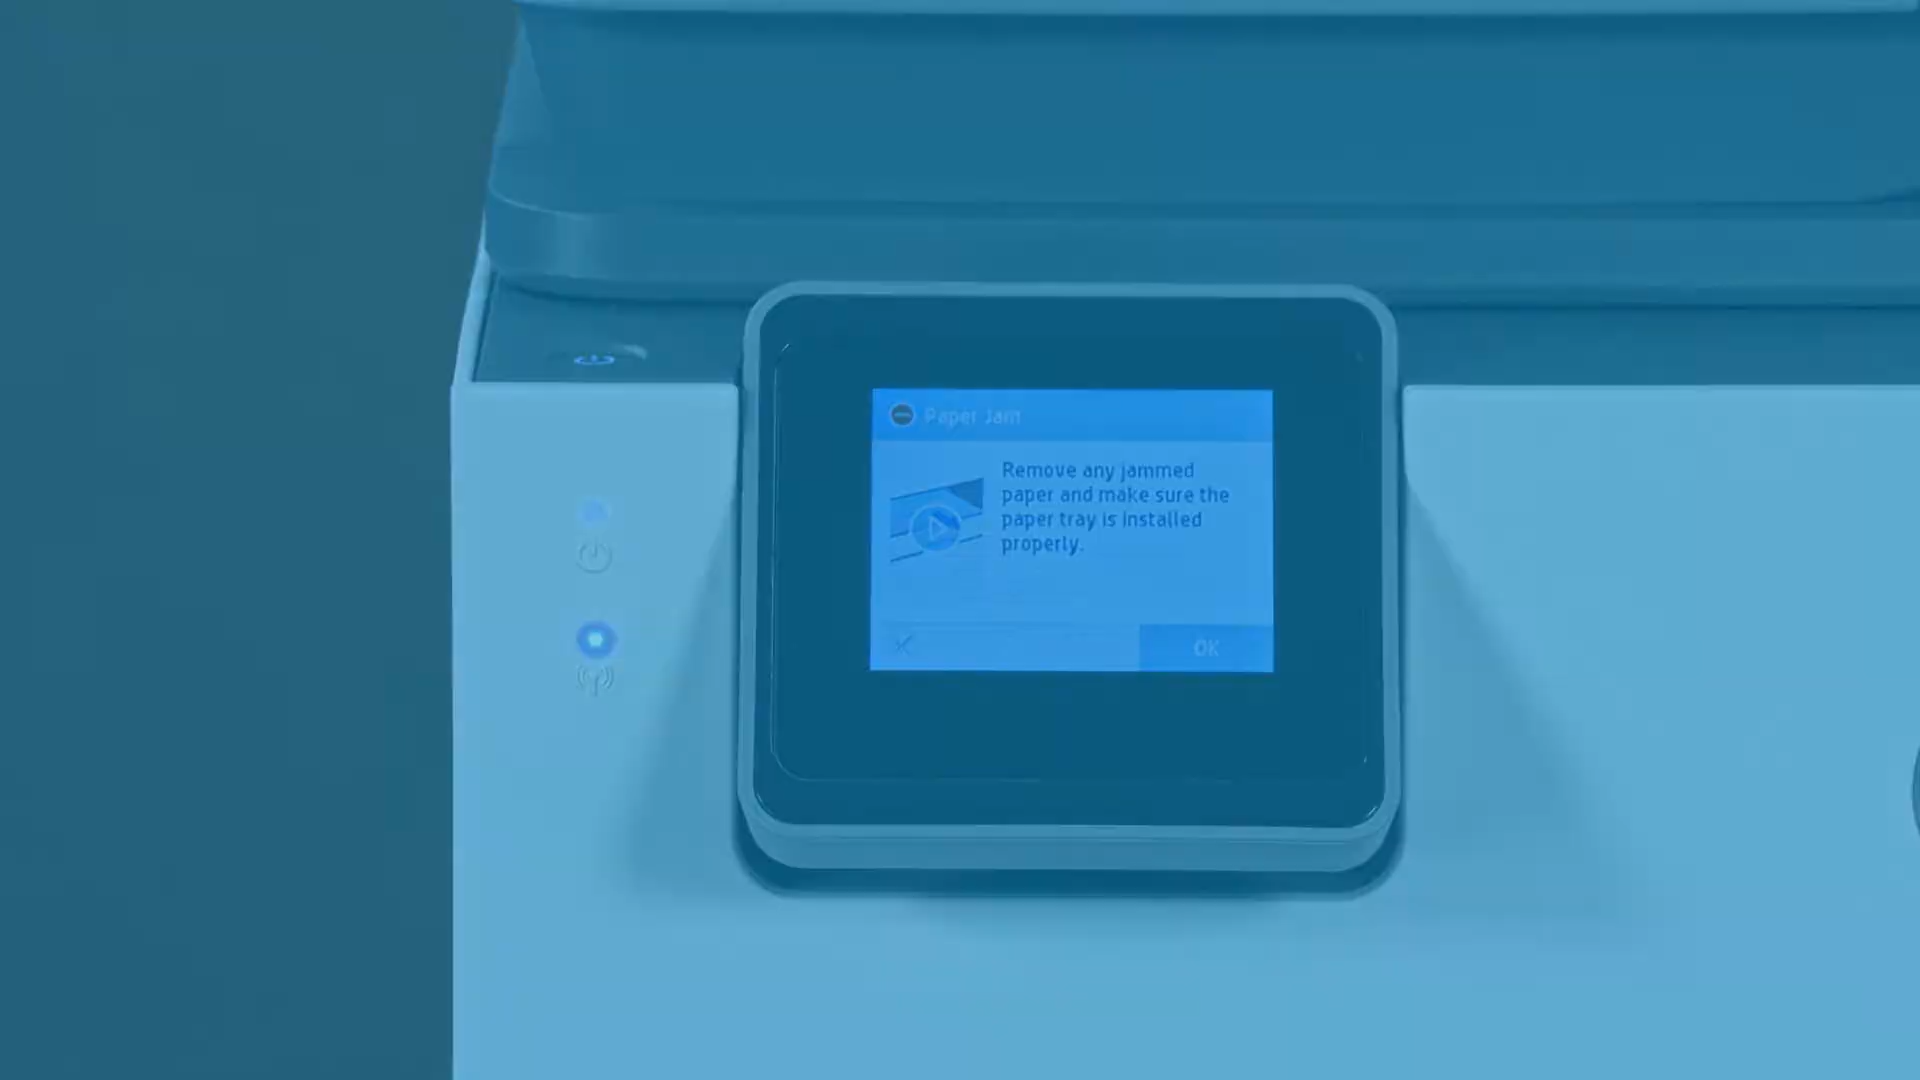 Paper Jam
Remove any jammed
paper and make sure the
paper tray is installed
properly.
OK